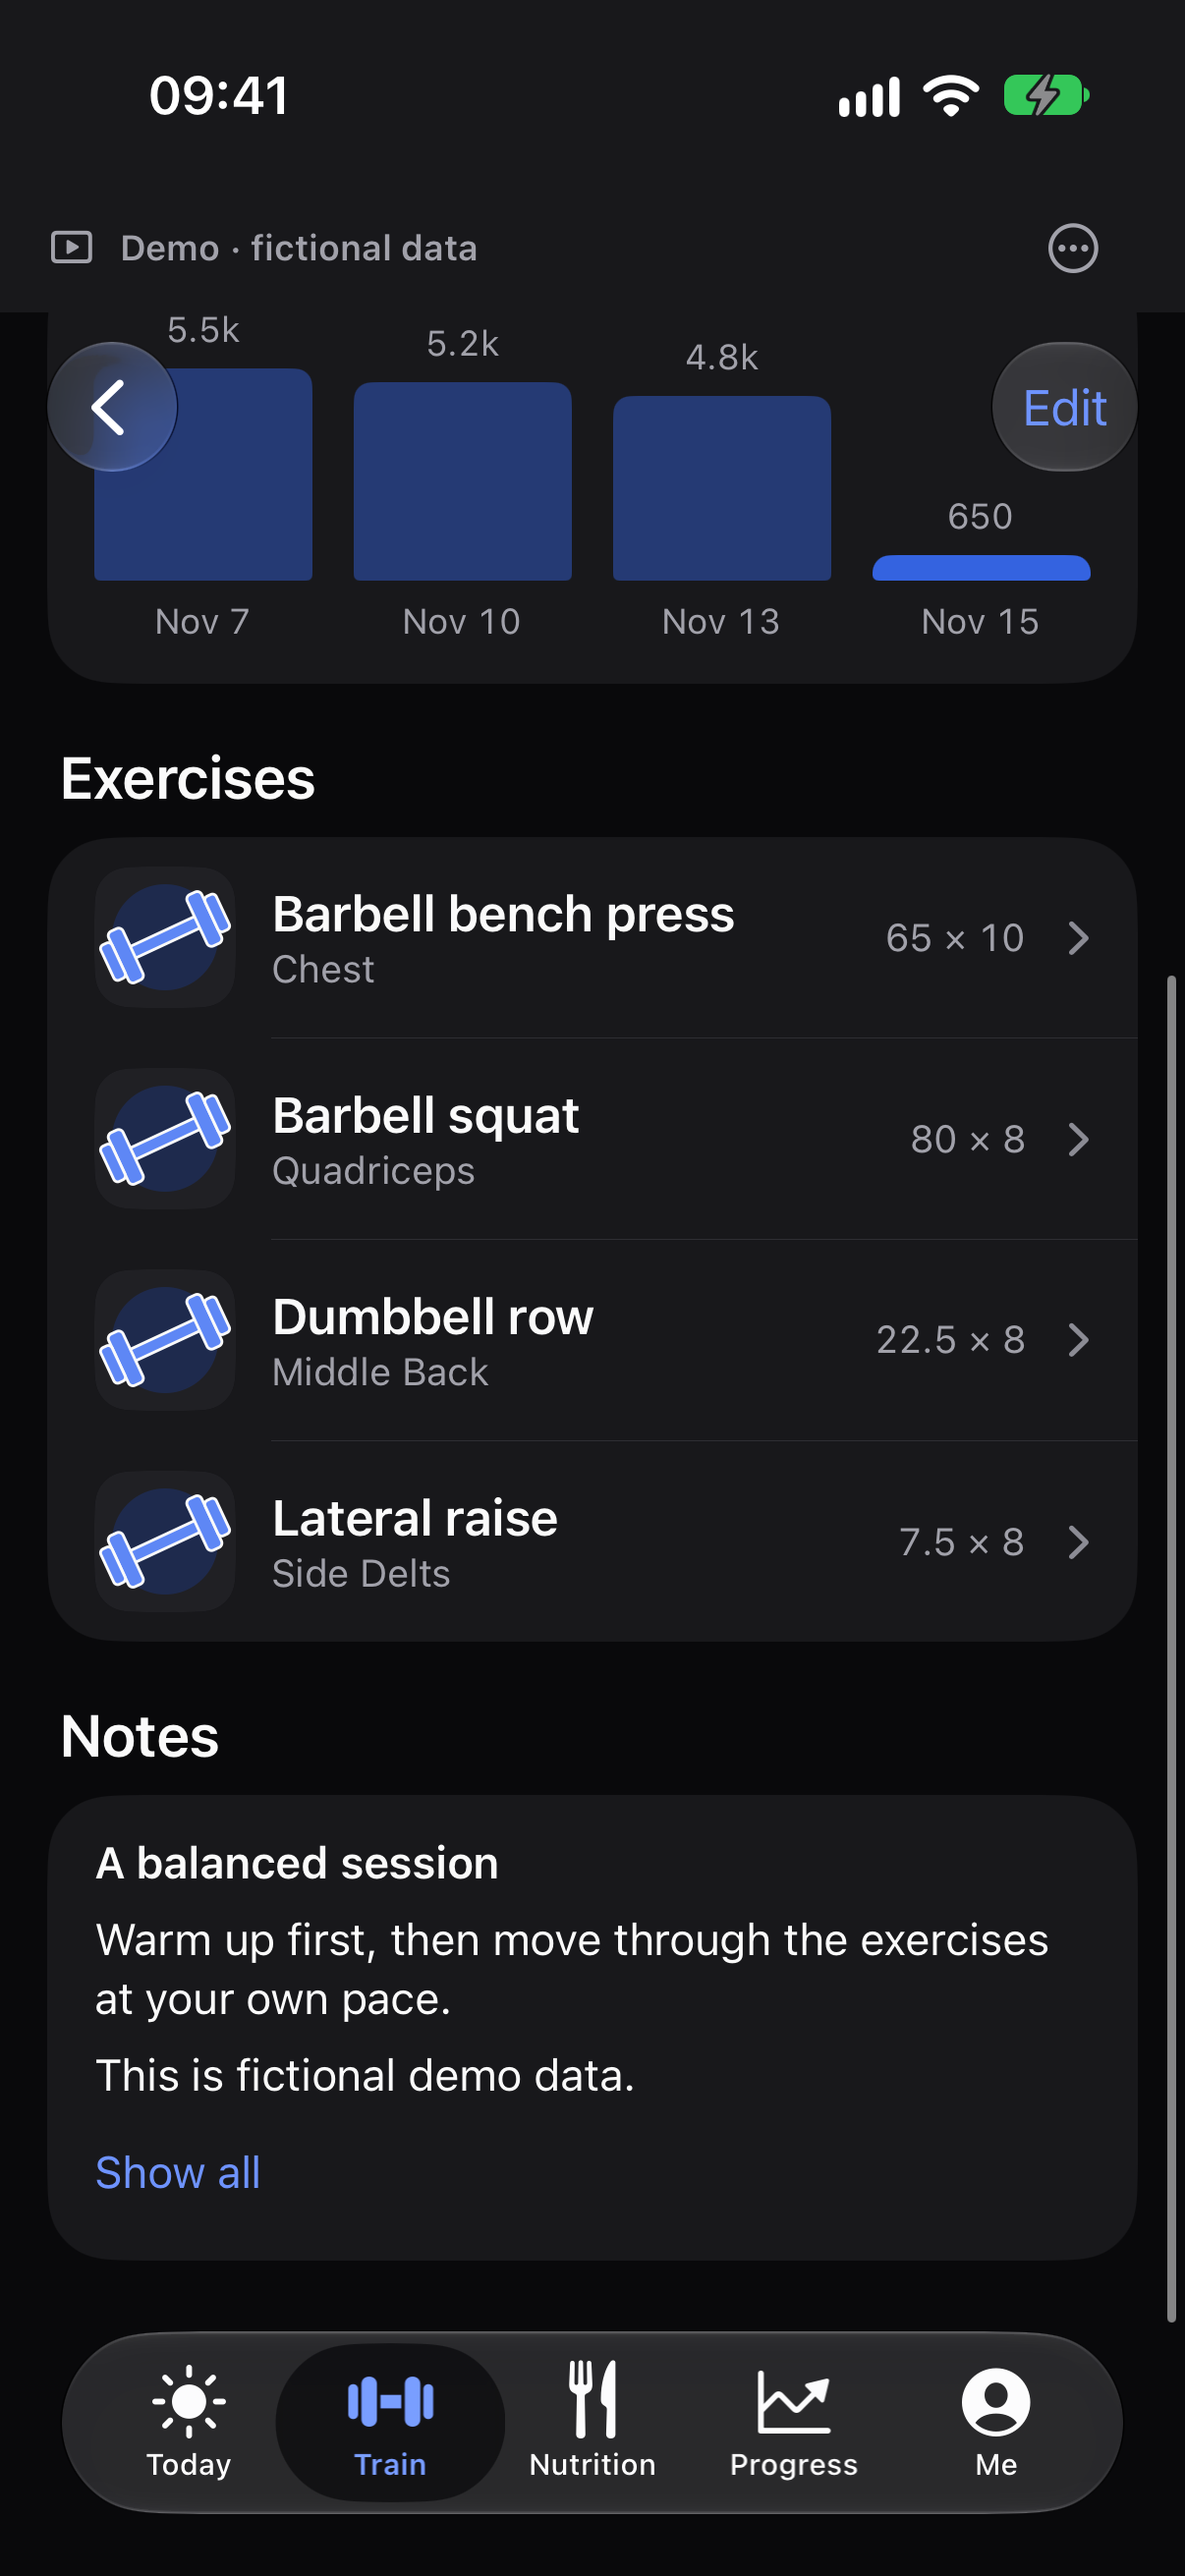 09:41
Demo · fictional data
5.5k
5.2k
4.8k
650
Edit
Nov 7
Nov 10
Nov 13
Nov 15
Exercises
Barbell bench press
Chest
65 × 10
Barbell squat
Quadriceps
80 × 8
Dumbbell row
Middle Back
22.5 × 8
Lateral raise
Side Delts
7.5 × 8
Notes
A balanced session
Warm up first, then move through the exercises
at your own pace.
This is fictional demo data.
Show all
Today
Train
Nutrition
Progress
Me